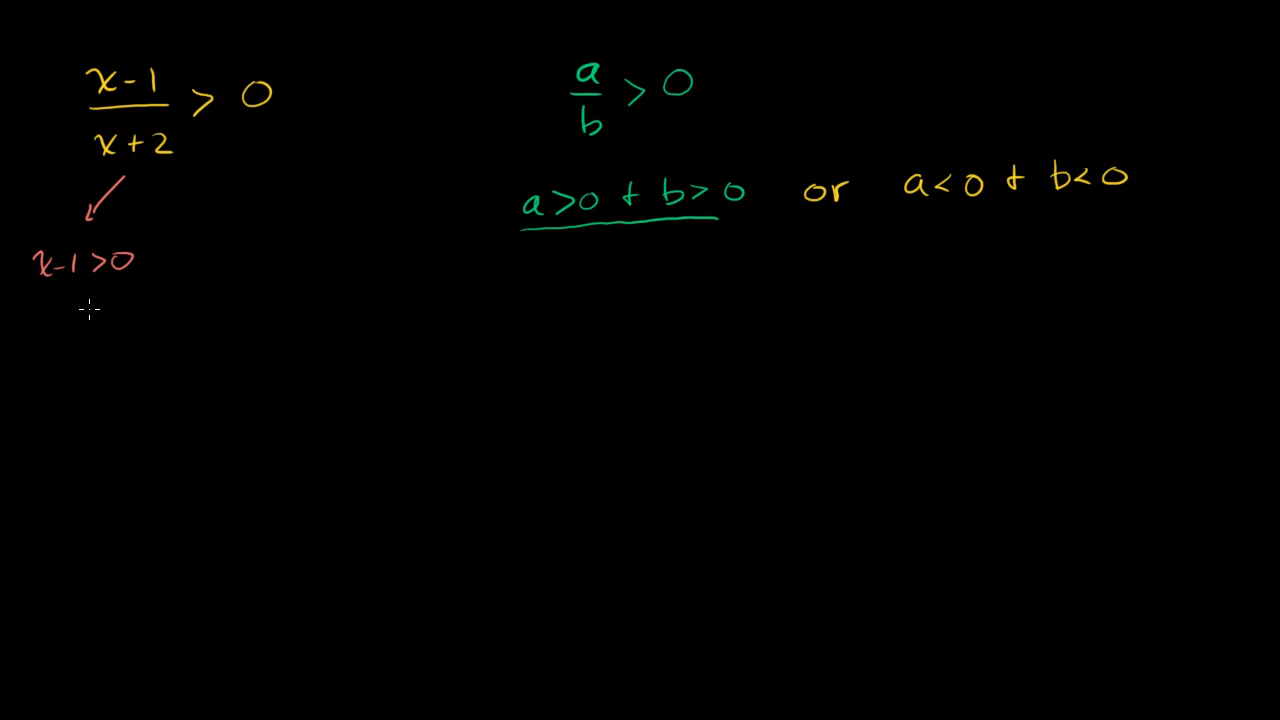 x-1
x+2 > 0
a
b > 0
a>0 + b>0 or a<0 + b<0
x-1>0